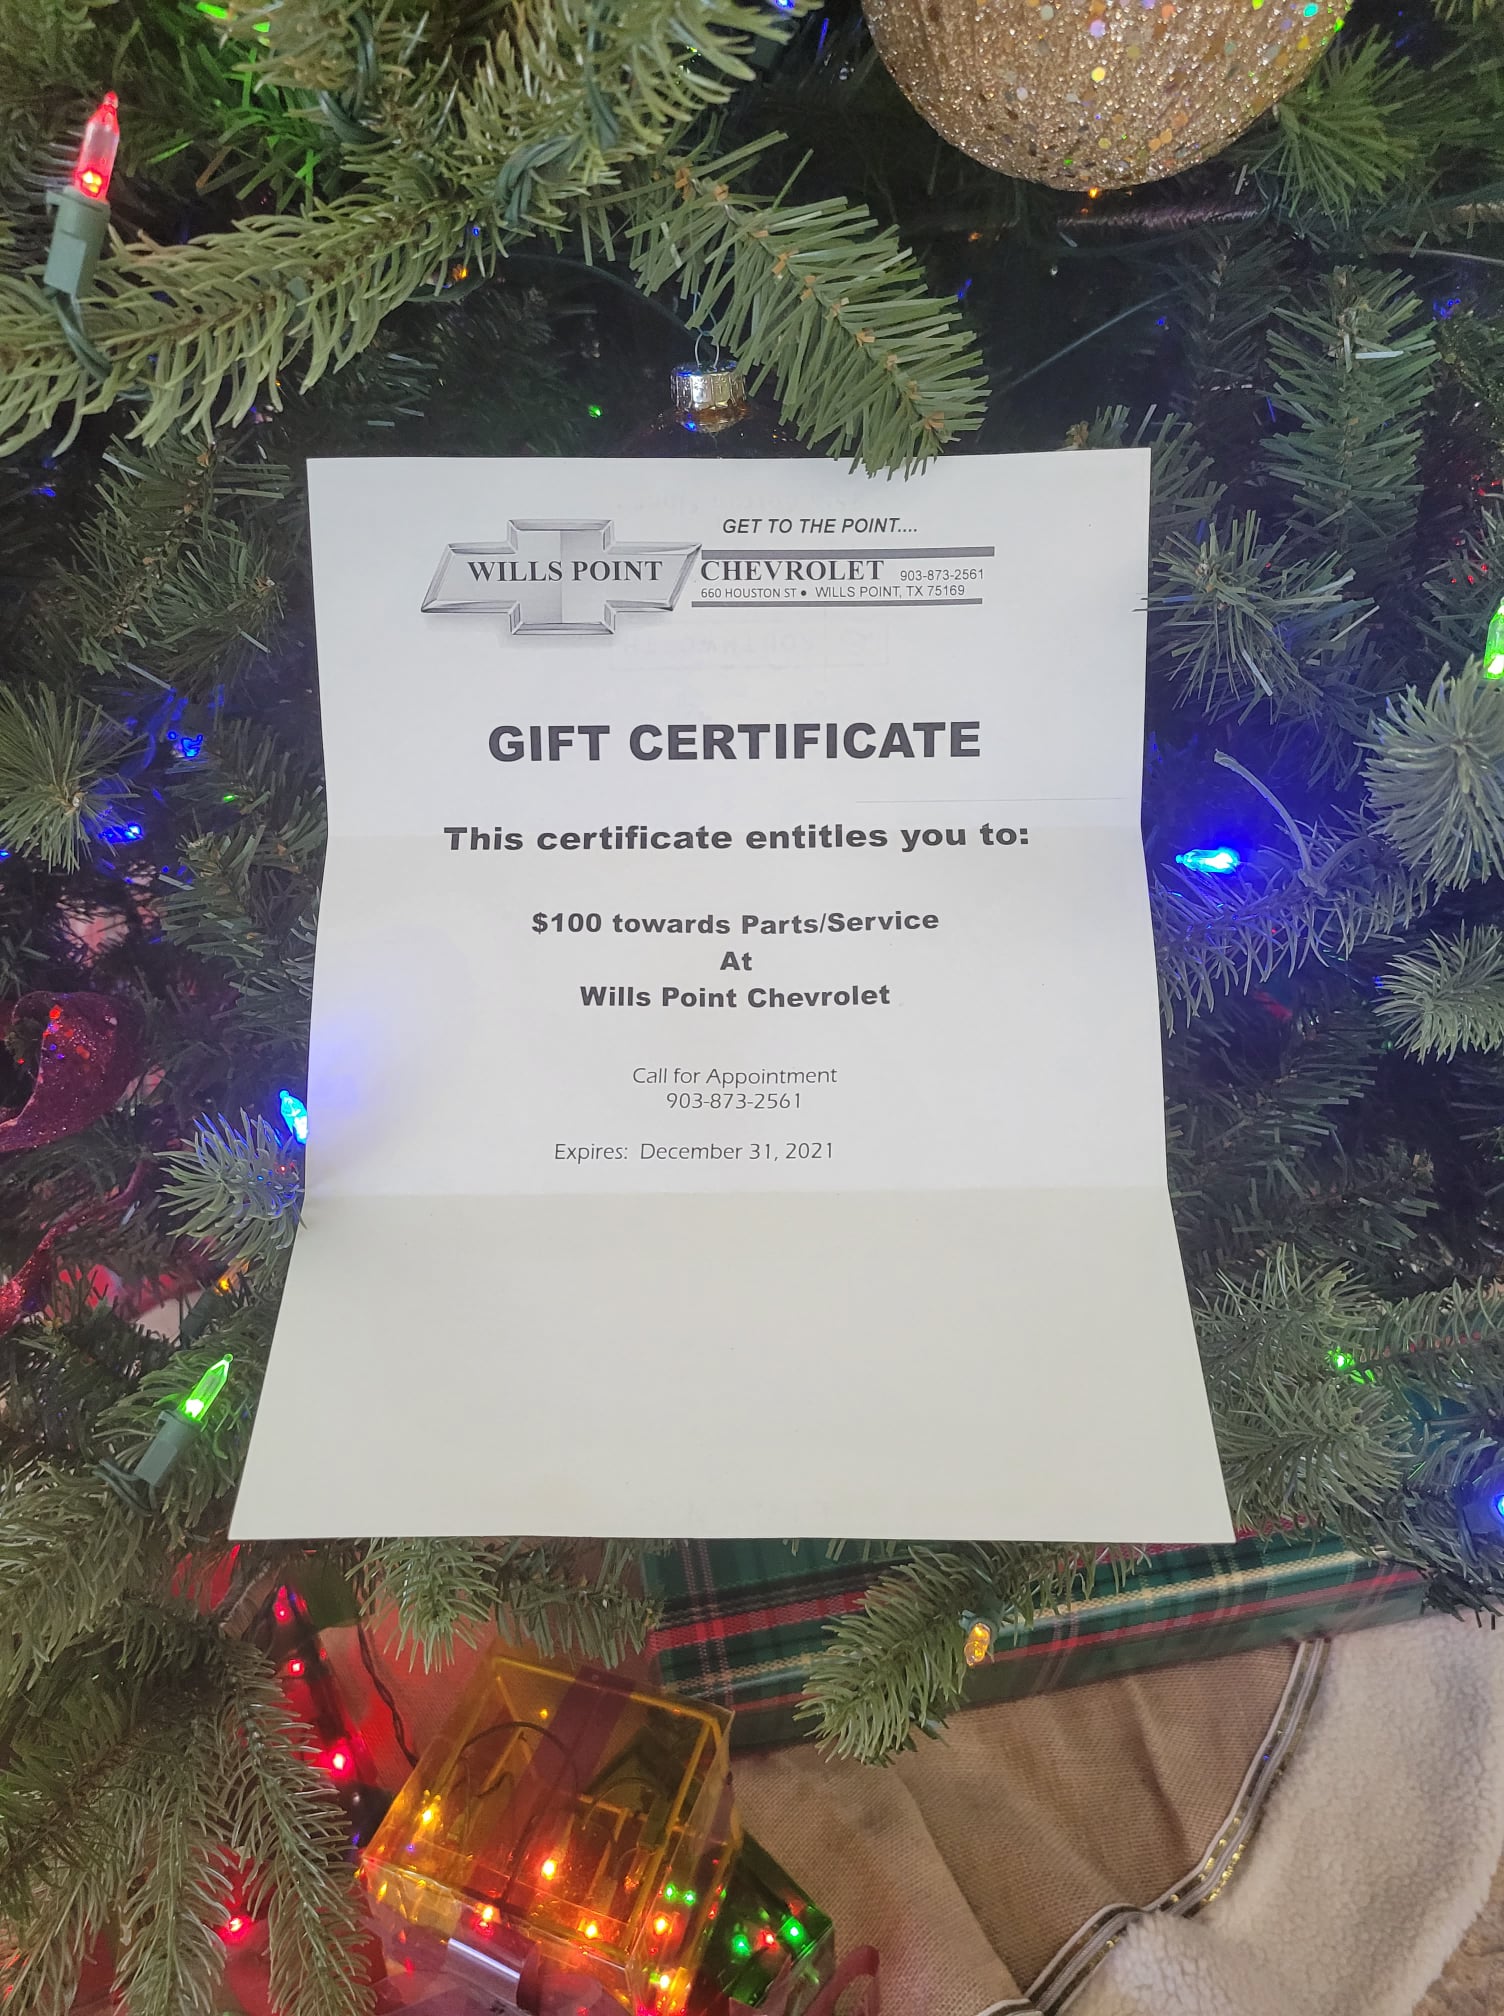 GET TO THE POINT....
WILLS POINT CHEVROLET 903-873-2561
660 HOUSTON ST • WILLS POINT, TX 75169
GIFT CERTIFICATE
This certificate entitles you to:
$100 towards Parts/Service
At
Wills Point Chevrolet
Call for Appointment
903-873-2561
Expires: December 31, 2021